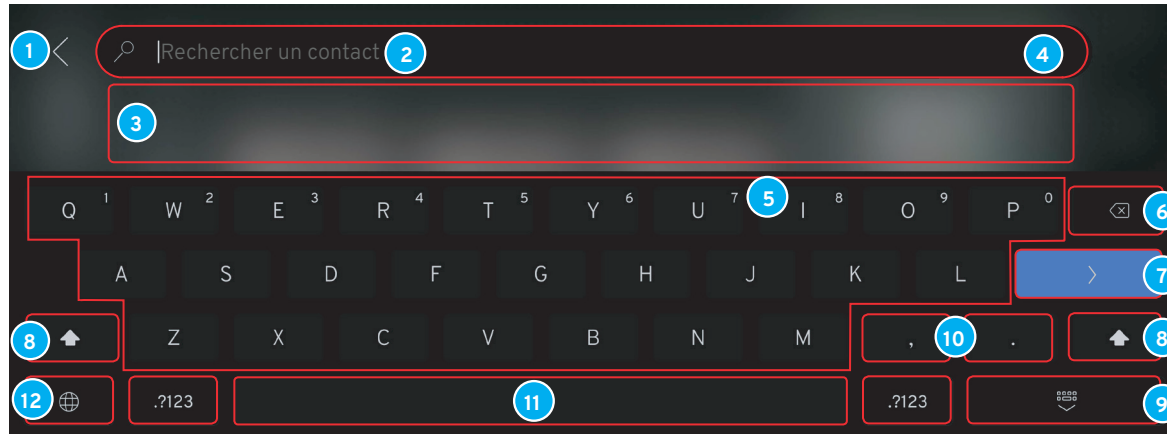 1 Rechercher un contact 2 4
3
Q 1 W 2 E 3 R 4 T 5 Y 6 U 7 5 I 8 O 9 P 0 6
A S D F G H J K L 7
8 Z X C V B N M , 10 . 8
12 .?123 11 .?123 9